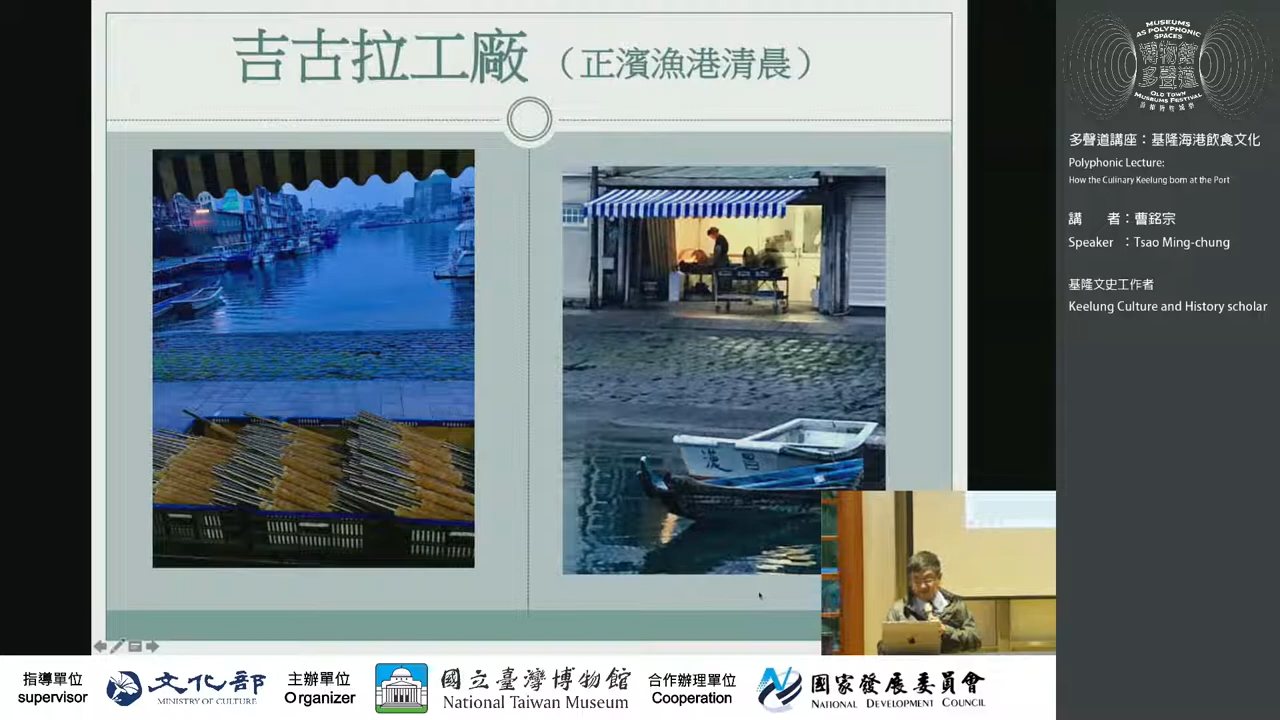 吉古拉工廠（正濱漁港清晨）
漢昌
MUSEUMS
AS POLYPHONIC
SPACES
博物館
多聲道
OLD TOWN
MUSEUMS FESTIVAL
多聲道講座：基隆海港飲食文化
Polyphonic Lecture:
How the Culinary Keelung born at the Port
講　　者：曹銘宗
Speaker ：Tsao Ming-chung
基隆文史工作者
Keelung Culture and History scholar
指導單位
supervisor
文化部
MINISTRY OF CULTURE
主辦單位
Organizer
國立臺灣博物館
National Taiwan Museum
合作辦理單位
Cooperation
國家發展委員會
NATIONAL DEVELOPMENT COUNCIL